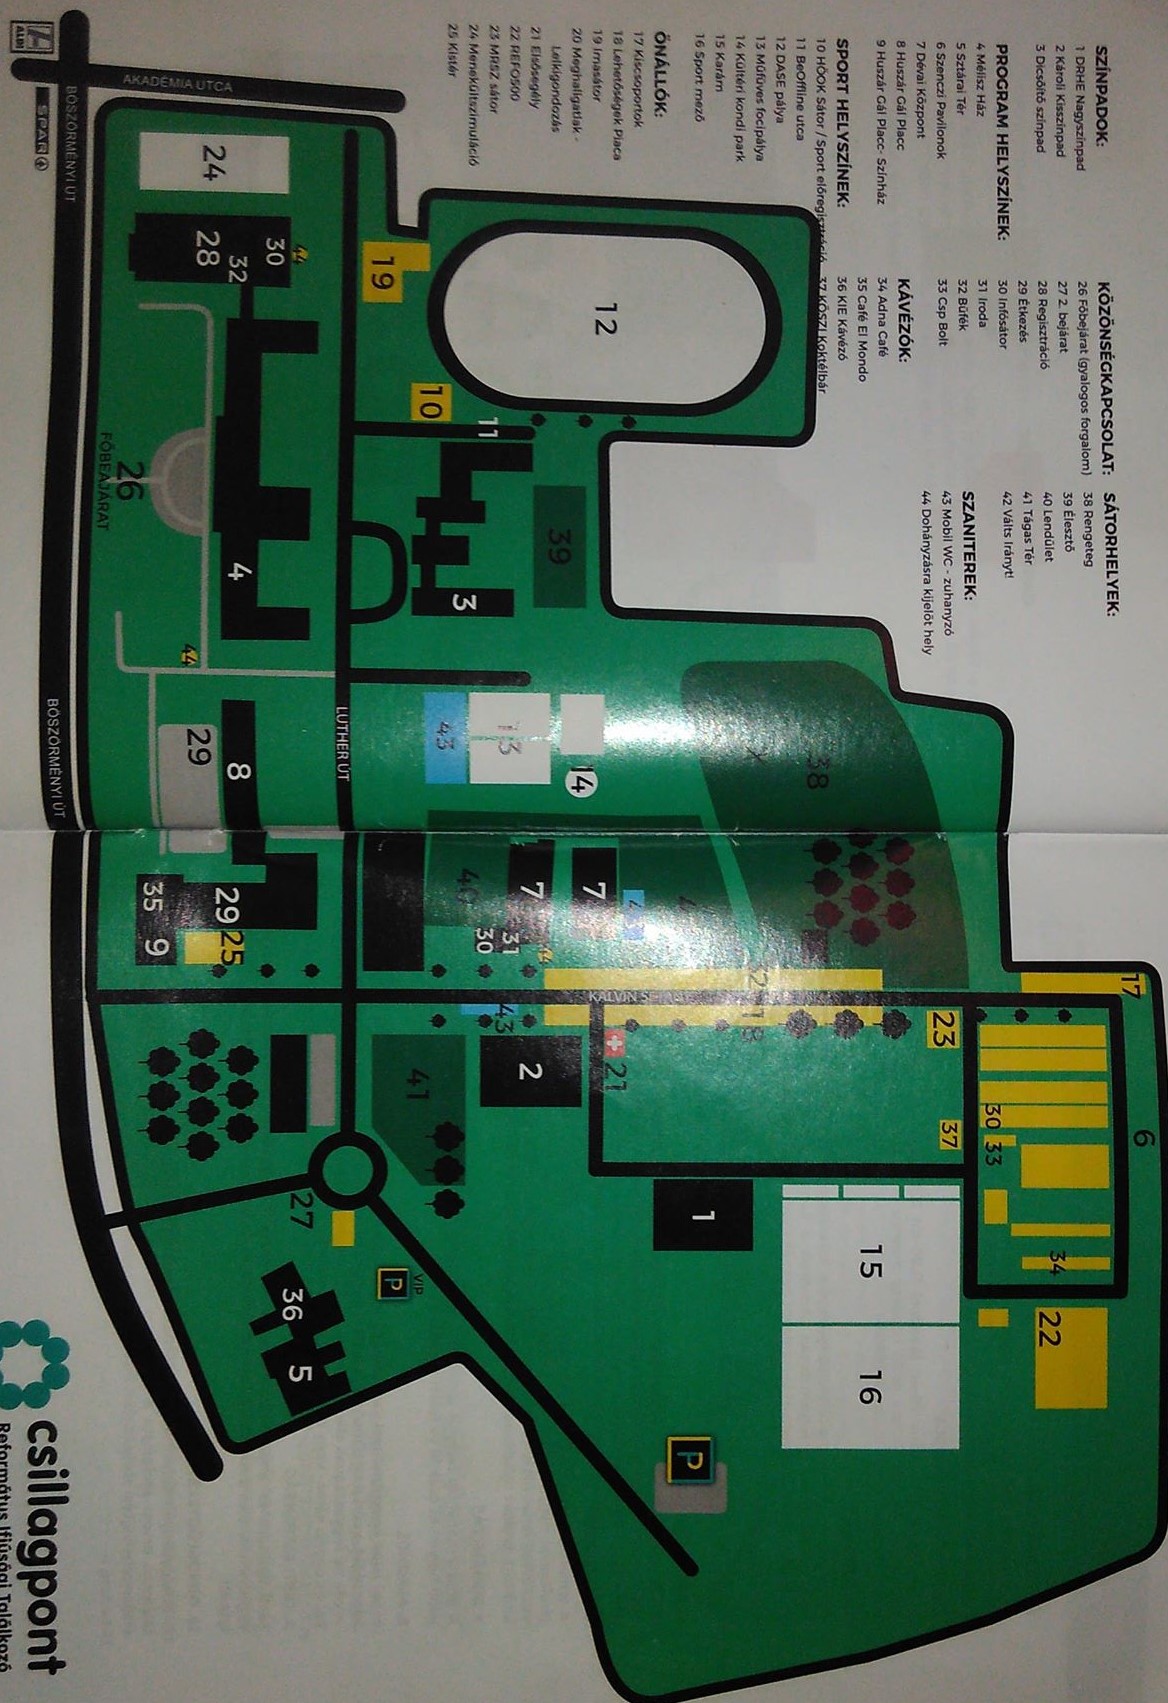 SZÍNPADOK:
1 DRHE Nagyszínpad
2 Károli Kisszínpad
3 Dicsőítő színpad
PROGRAM HELYSZÍNEK:
4 Mélisz Ház
5 Sztárai Tér
6 Szenczi Pavilonok
7 Dévai Központ
8 Huszár Gál Placc
9 Huszár Gál Placc- Színház
SPORT HELYSZÍNEK:
10 HÖOK Sátor / Sport előregisztráció
11 BeOffline utca
12 DASE pálya
13 Műfüves focipálya
14 Kültéri kondi park
15 Karám
16 Sport mező
ÖNÁLLÓK:
17 Kiscsoportok
18 Lehetőségek Piaca
19 Imasátor
20 Meghallgatlak -
Lelkigondozás
21 Elsősegély
22 REFO500
23 MRSZ sátor
24 Menekültszimuláció
25 Kistér
KÖZÖNSÉGKAPCSOLAT:
26 Főbejárat (gyalogos forgalom)
27 2. bejárat
28 Regisztráció
29 Étkezés
30 Infósátor
31 Iroda
32 Büfék
33 Csp Bolt
KÁVÉZÓK:
34 Adna Café
35 Café El Mondo
36 KIE Kávézó
37 KÖSZI Koktélbár
SÁTORHELYEK:
38 Rengeteg
39 Élesztő
40 Lendület
41 Tágas Tér
42 Válts Irányt!
SZANITEREK:
43 Mobil WC - zuhanyzó
44 Dohányzásra kijelölt hely
ALDI
SPAR
AKADÉMIA UTCA
BÖSZÖRMÉNYI ÚT
BÖSZÖRMÉNYI ÚT
LUTHER ÚT
FŐBEJÁRAT
26
24
28
30
32
44
19
12
10
11
39
3
4
44
29
8
43
13
14
38
7
7
31
30
35
9
29
25
43
2
21
41
18
17
23
37
6
30
33
34
22
1
15
16
27
VIP
P
36
5
P
csillagpont
Református Ifjúsági Találkozó